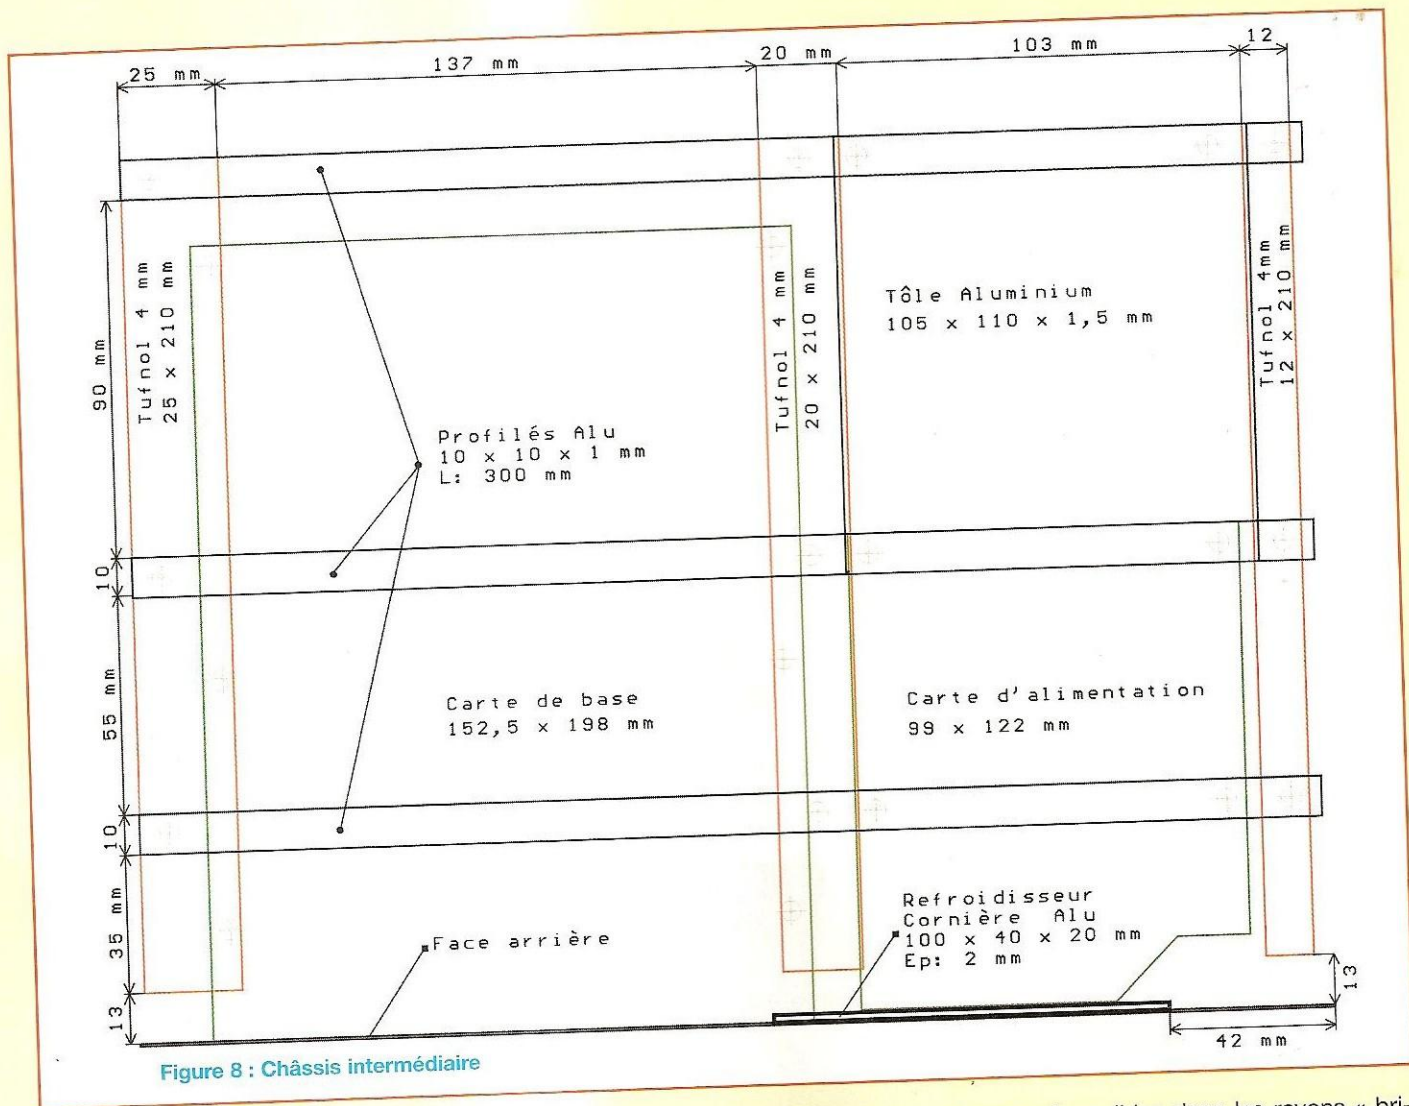 25 mm
137 mm
20 mm
103 mm
12
90 mm
Tufnol 4 mm
25 x 210 mm
Tufnol 4 mm
20 x 210 mm
Tôle Aluminium
105 x 110 x 1,5 mm
Tufnol 4mm
12 x 210 mm
Profilés Alu
10 x 10 x 1 mm
L: 300 mm
10
55 mm
Carte de base
152,5 x 198 mm
Carte d'alimentation
99 x 122 mm
10
35 mm
Face arrière
Refroidisseur
Cornière Alu
100 x 40 x 20 mm
Ep: 2 mm
13
13
42 mm
Figure 8 : Châssis intermédiaire